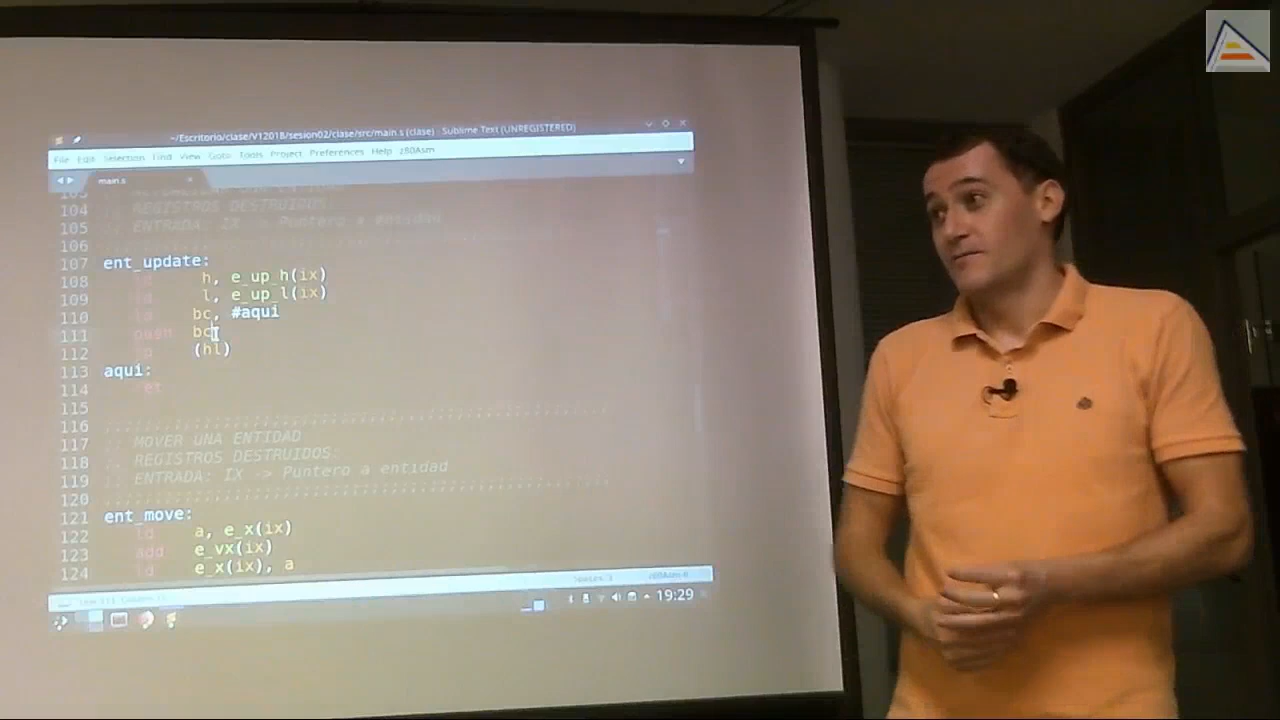 ~/Escritorio/clase/V12018/sesion02/clase/src/main.s (clase) - Sublime Text (UNREGISTERED)
File Edit Selection Find View Goto Tools Project Preferences Help z80Asm
main.s
103
104 ;; REGISTROS DESTRUIDOS:
105 ;; ENTRADA: IX -> Puntero a entidad
106 ;;;;;;;;;;;;;;;;;;;;;;;;;;;;;;;;;;;;;;;;;;;;;;;;;;
107 ent_update:
108 ld h, e_up_h(ix)
109 ld l, e_up_l(ix)
110 ld bc, #aqui
111 push bc
112 jp (hl)
113 aqui:
114 ret
115
116 ;;;;;;;;;;;;;;;;;;;;;;;;;;;;;;;;;;;;;;;;;;;;;;;;;;
117 ;; MOVER UNA ENTIDAD
118 ;; REGISTROS DESTRUIDOS:
119 ;; ENTRADA: IX -> Puntero a entidad
120 ;;;;;;;;;;;;;;;;;;;;;;;;;;;;;;;;;;;;;;;;;;;;;;;;;;
121 ent_move:
122 ld a, e_x(ix)
123 add e_vx(ix)
124 ld e_x(ix), a
19:29